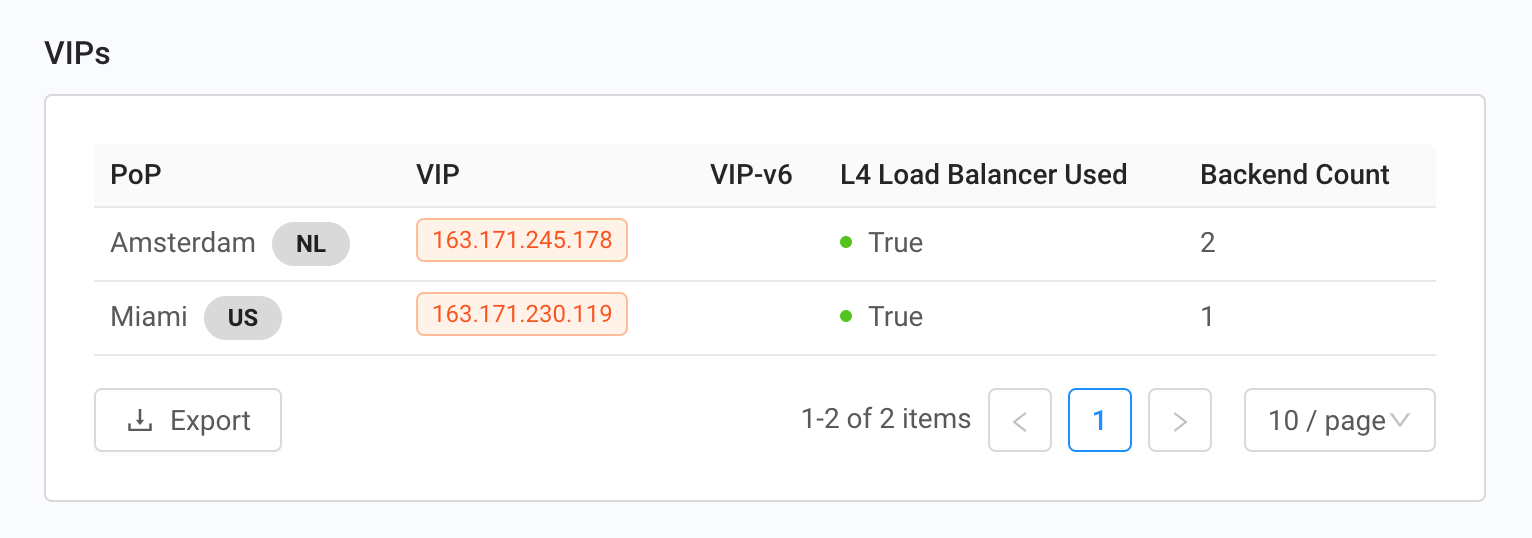 VIPs
PoP VIP VIP-v6 L4 Load Balancer Used Backend Count
Amsterdam NL 163.171.245.178 True 2
Miami US 163.171.230.119 True 1
Export 1-2 of 2 items < 1 > 10 / page